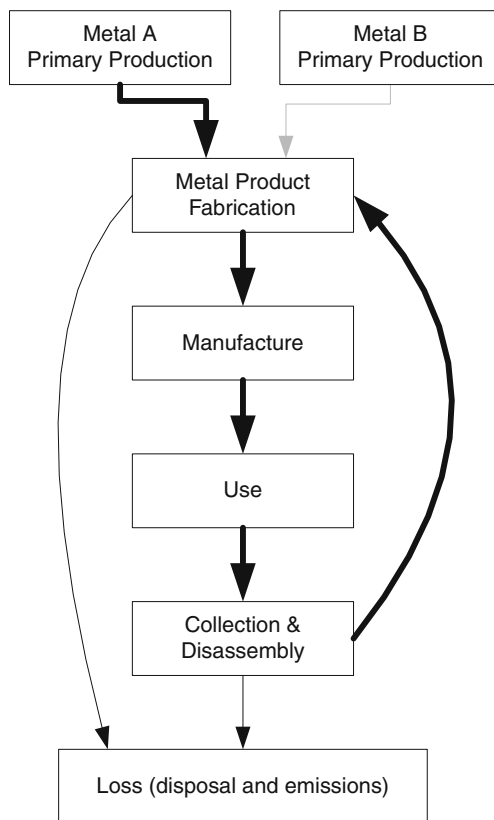 Metal A
Primary Production
Metal B
Primary Production
Metal Product
Fabrication
Manufacture
Use
Collection &
Disassembly
Loss (disposal and emissions)